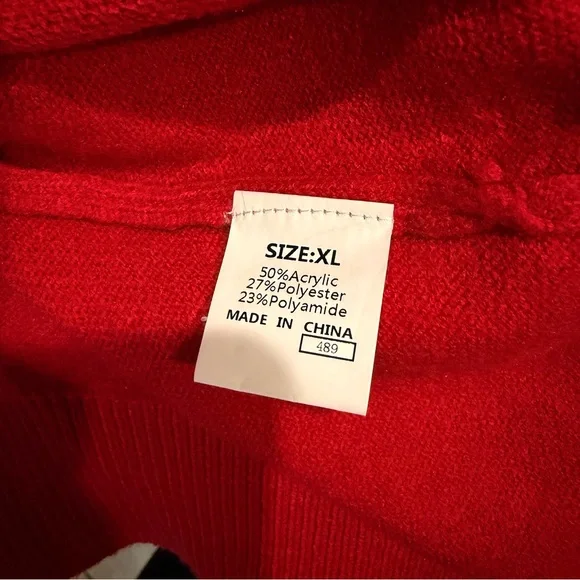 SIZE:XL
50%Acrylic
27%Polyester
23%Polyamide
MADE IN CHINA
489